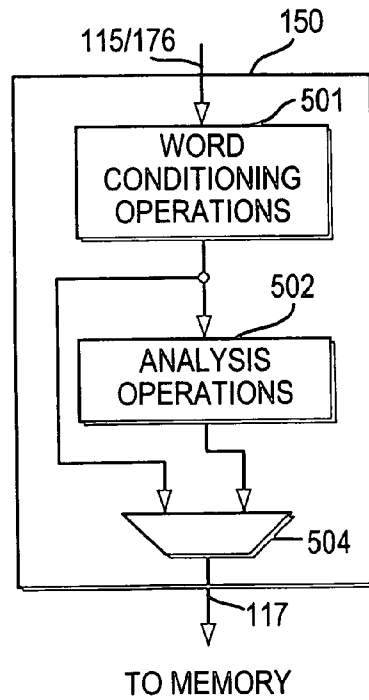 150
115/176
501
WORD
CONDITIONING
OPERATIONS
502
ANALYSIS
OPERATIONS
504
117
TO MEMORY